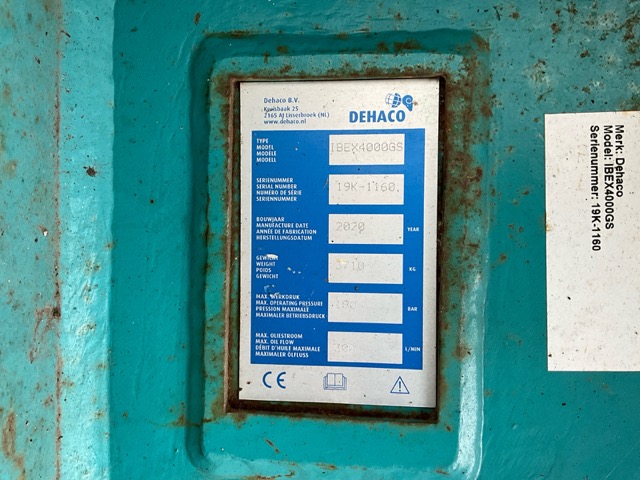 Dehaco B.V.
Kruisbaak 25
2165 AJ Lisserbroek (NL)
www.dehaco.nl
DEHACO
TYPE
MODEL
MODELE
MODELL
IBEX4000GS
SERIENUMMER
SERIAL NUMBER
NUMÉRO DE SÉRIE
SERIENNUMMER
19K-1160.
BOUWJAAR
MANUFACTURE DATE
ANNÉE DE FABRICATION
HERSTELLUNGSDATUM
2020
YEAR
GEWICHT
WEIGHT
POIDS
GEWICHT
KG
MAX. WERKDRUK
MAX. OPERATING PRESSURE
PRESSION MAXIMALE
MAXIMALER BETRIEBSDRUCK
BAR
MAX. OLIESTROOM
MAX. OIL FLOW
DÉBIT D'HUILE MAXIMALE
MAXIMALER ÖLFLUSS
L/MIN
CE
Merk: Dehaco
Model: IBEX4000GS
Serienummer: 19K-1160